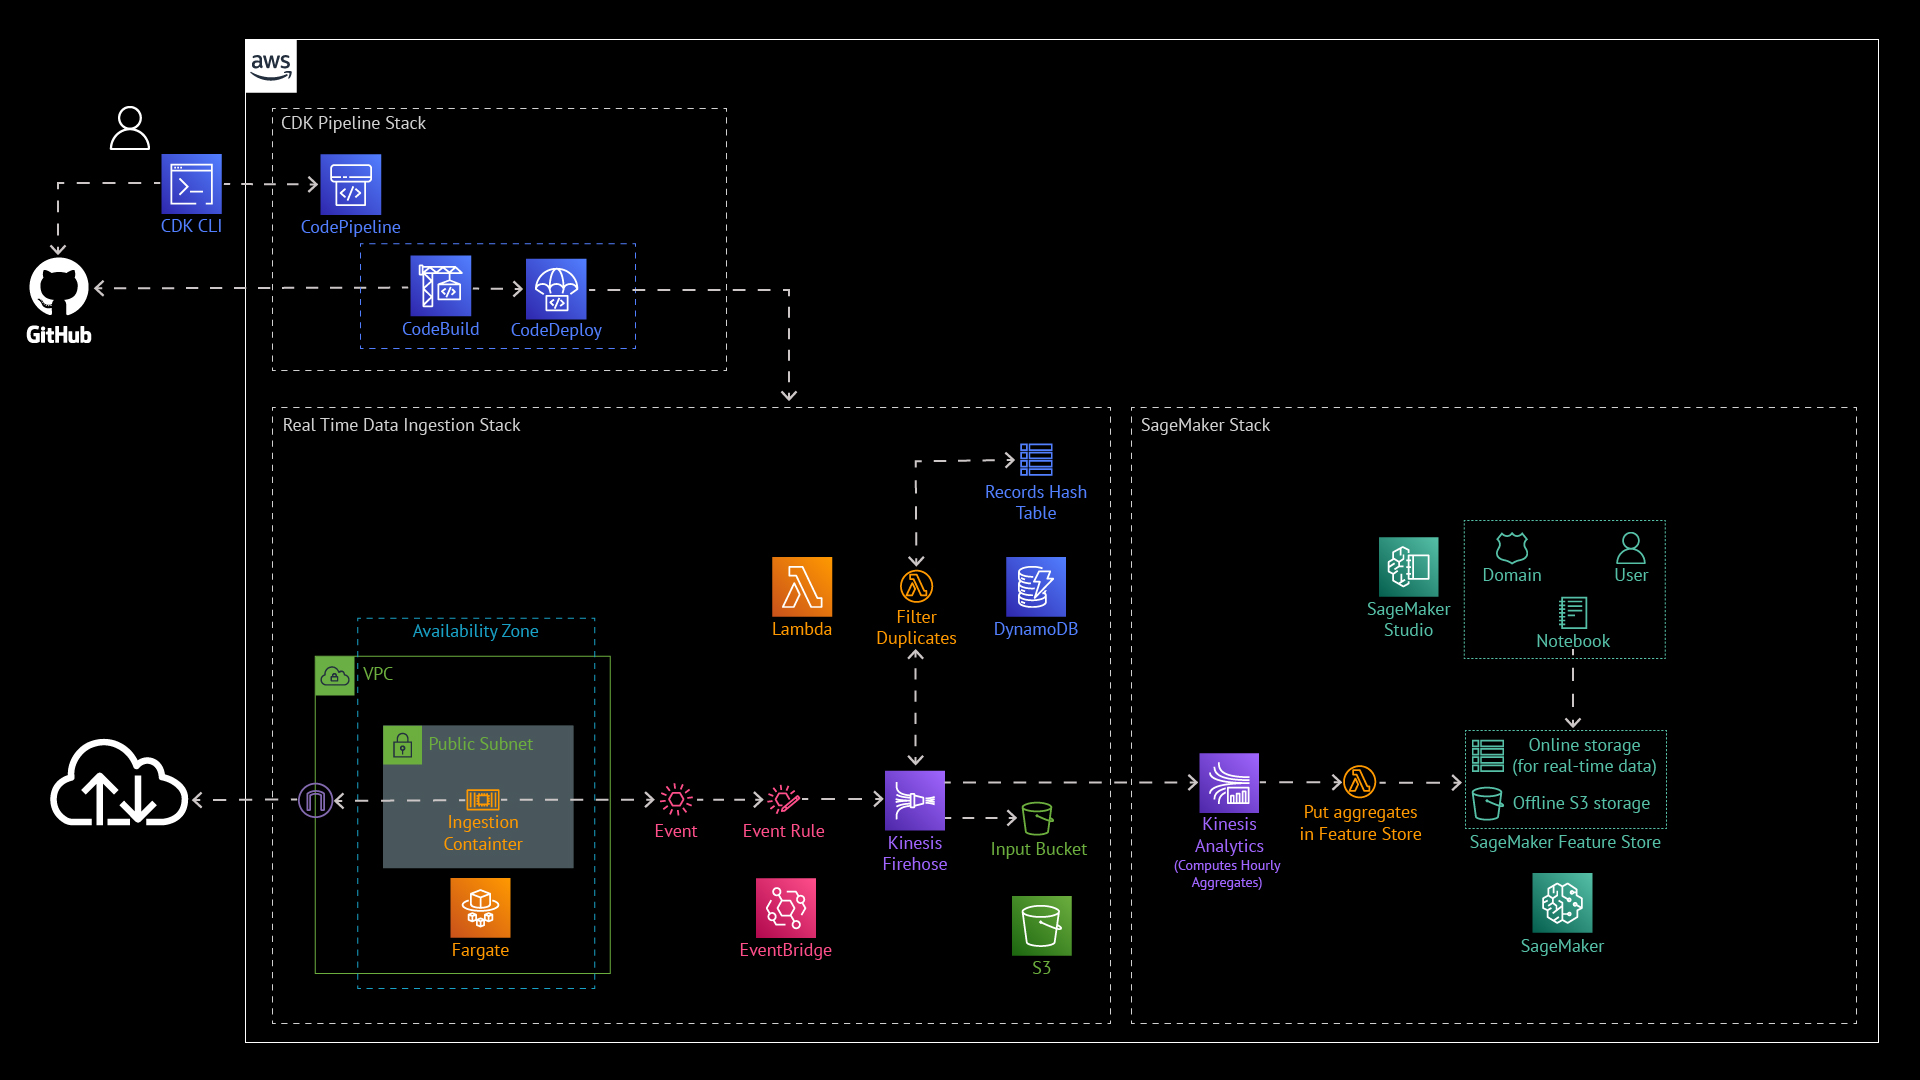 aws
CDK Pipeline Stack
CDK CLI
CodePipeline
GitHub
CodeBuild
CodeDeploy
Real Time Data Ingestion Stack
Records Hash
Table
Lambda
Filter
Duplicates
DynamoDB
Availability Zone
VPC
Public Subnet
Ingestion
Containter
Fargate
Event
Event Rule
EventBridge
Kinesis
Firehose
Input Bucket
S3
SageMaker Stack
SageMaker
Studio
Domain
User
Notebook
Kinesis
Analytics
(Computes Hourly
Aggregates)
Put aggregates
in Feature Store
Online storage
(for real-time data)
Offline S3 storage
SageMaker Feature Store
SageMaker